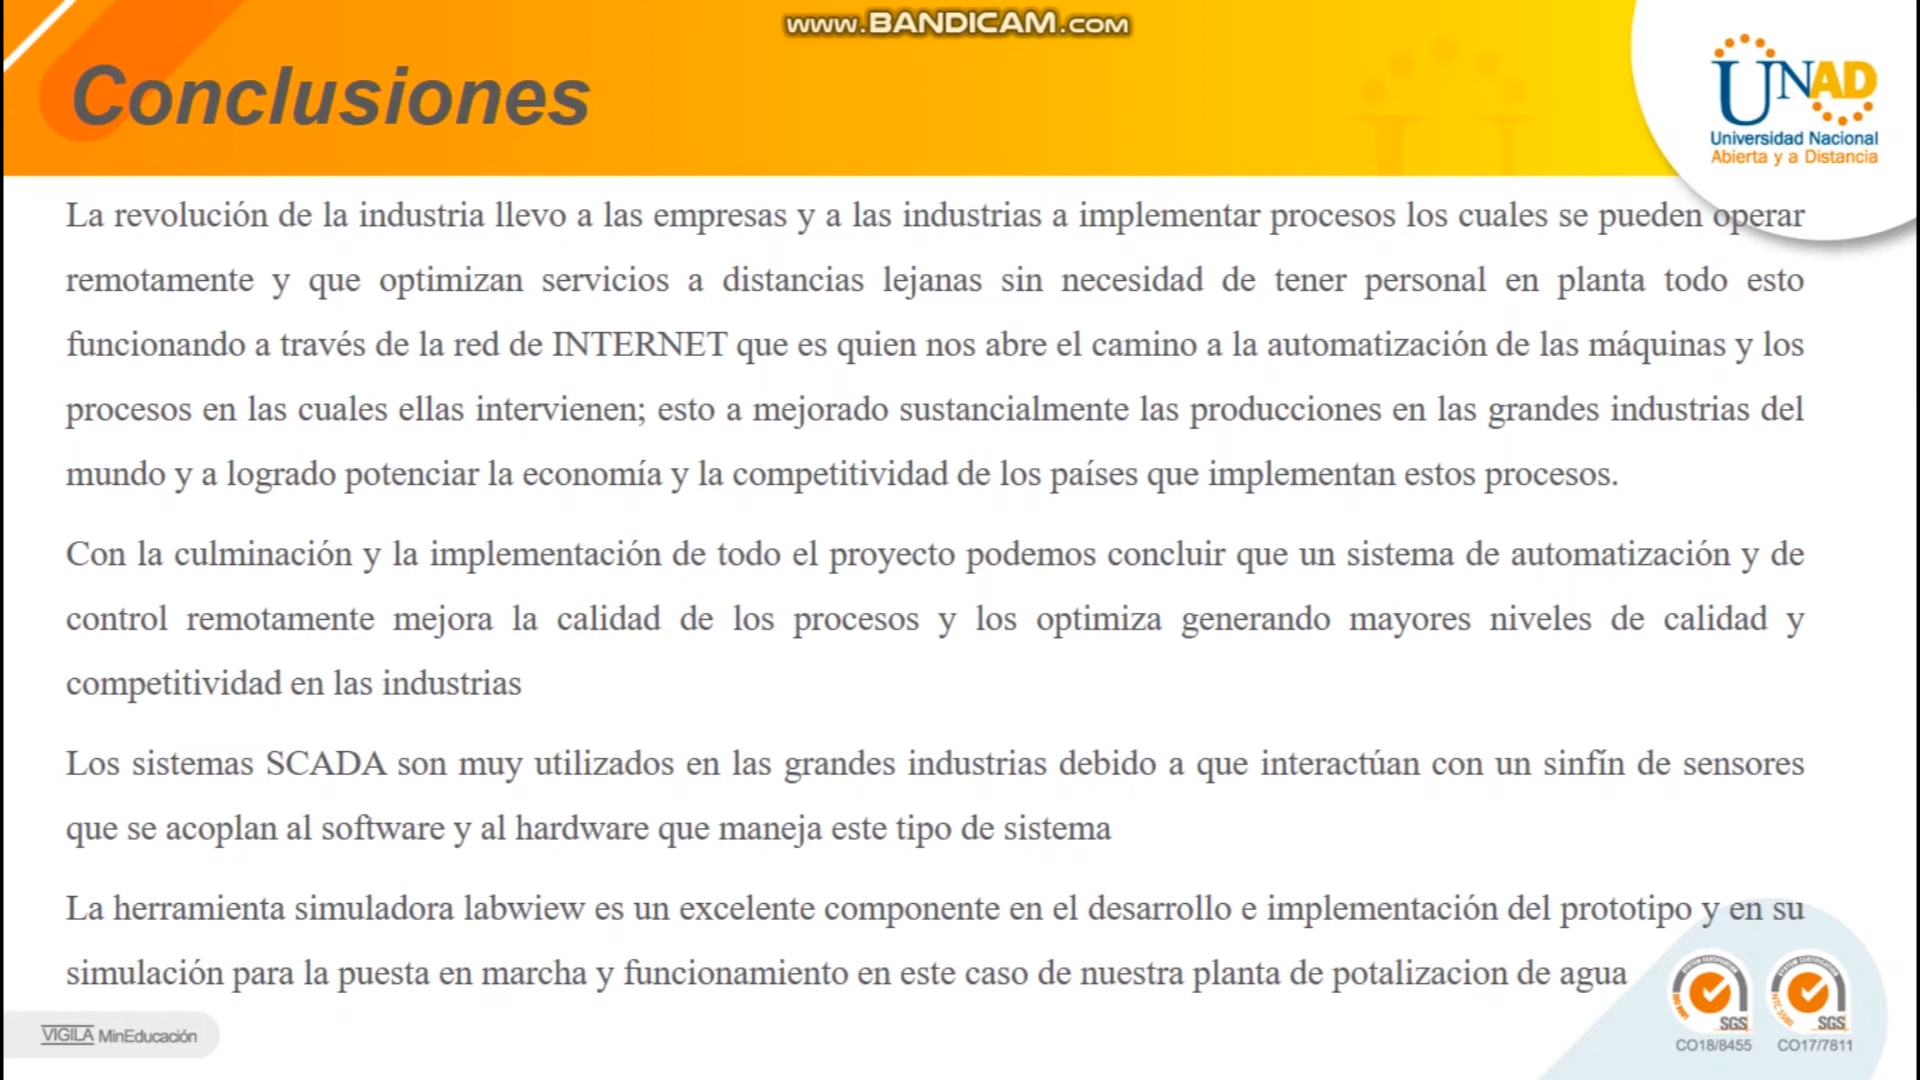 www.BANDICAM.com
Conclusiones
UNAD
Universidad Nacional
Abierta y a Distancia
La revolución de la industria llevo a las empresas y a las industrias a implementar procesos los cuales se pueden operar
remotamente y que optimizan servicios a distancias lejanas sin necesidad de tener personal en planta todo esto
funcionando a través de la red de INTERNET que es quien nos abre el camino a la automatización de las máquinas y los
procesos en las cuales ellas intervienen; esto a mejorado sustancialmente las producciones en las grandes industrias del
mundo y a logrado potenciar la economía y la competitividad de los países que implementan estos procesos.
Con la culminación y la implementación de todo el proyecto podemos concluir que un sistema de automatización y de
control remotamente mejora la calidad de los procesos y los optimiza generando mayores niveles de calidad y
competitividad en las industrias
Los sistemas SCADA son muy utilizados en las grandes industrias debido a que interactúan con un sinfín de sensores
que se acoplan al software y al hardware que maneja este tipo de sistema
La herramienta simuladora labwiew es un excelente componente en el desarrollo e implementación del prototipo y en su
simulación para la puesta en marcha y funcionamiento en este caso de nuestra planta de potalizacion de agua
VIGILA MinEducación
SGS SGS
CO18/8455 CO17/7811